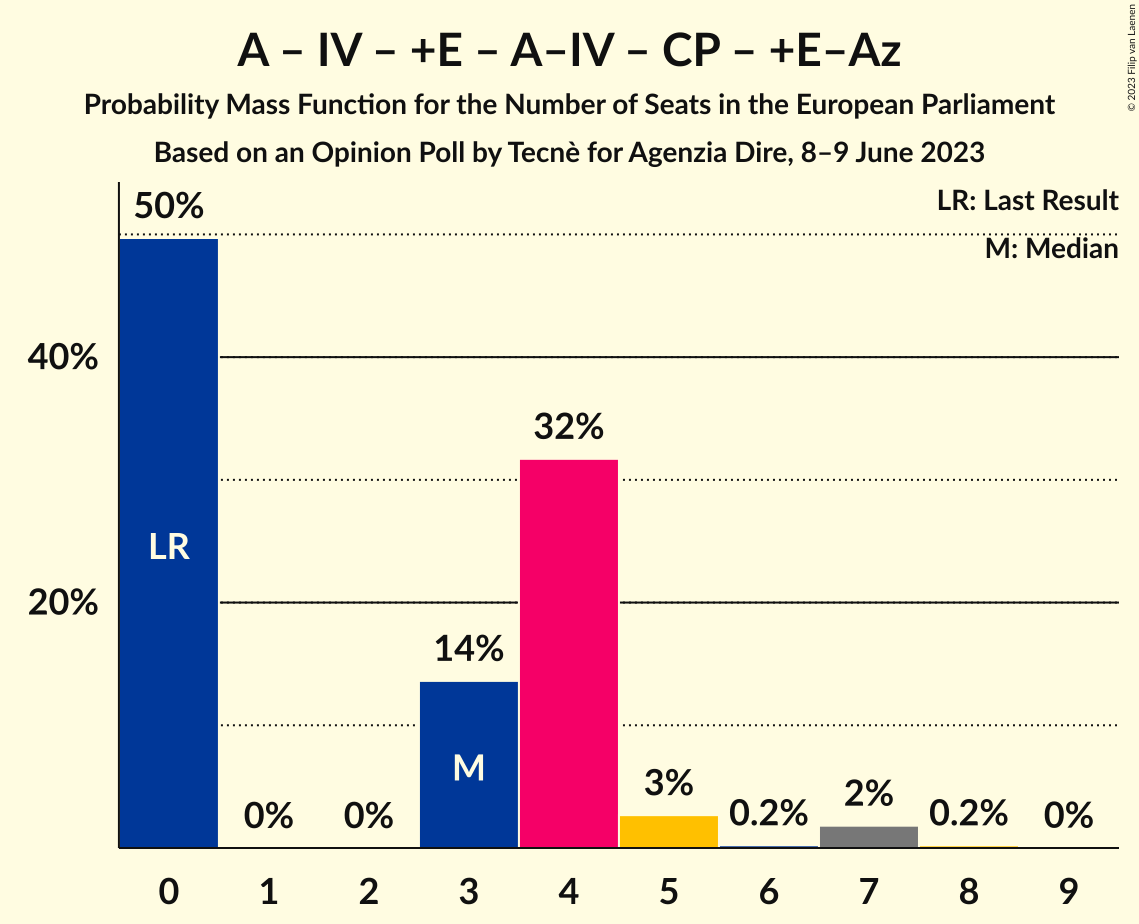 A – IV – +E – A–IV – CP – +E–Az
Probability Mass Function for the Number of Seats in the European Parliament
Based on an Opinion Poll by Tecnè for Agenzia Dire, 8–9 June 2023
© 2023 Filip van Laenen
LR: Last Result
M: Median
50%
40%
32%
LR
20%
14%
M
3%
2%
0% 0% 0.2% 0.2% 0%
0 1 2 3 4 5 6 7 8 9